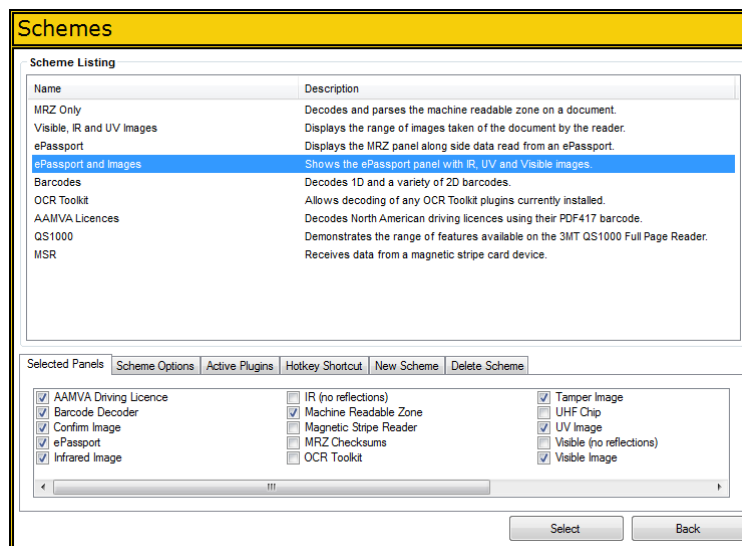 Schemes
Scheme Listing
Name Description
MRZ Only Decodes and parses the machine readable zone on a document.
Visible, IR and UV Images Displays the range of images taken of the document by the reader.
ePassport Displays the MRZ panel along side data read from an ePassport.
ePassport and Images Shows the ePassport panel with IR, UV and Visible images.
Barcodes Decodes 1D and a variety of 2D barcodes.
OCR Toolkit Allows decoding of any OCR Toolkit plugins currently installed.
AAMVA Licences Decodes North American driving licences using their PDF417 barcode.
QS1000 Demonstrates the range of features available on the 3MT QS1000 Full Page Reader.
MSR Receives data from a magnetic stripe card device.
Selected Panels Scheme Options Active Plugins Hotkey Shortcut New Scheme Delete Scheme
AAMVA Driving Licence IR (no reflections) Tamper Image
Barcode Decoder Machine Readable Zone UHF Chip
Confirm Image Magnetic Stripe Reader UV Image
ePassport MRZ Checksums Visible (no reflections)
Infrared Image OCR Toolkit Visible Image
Select Back